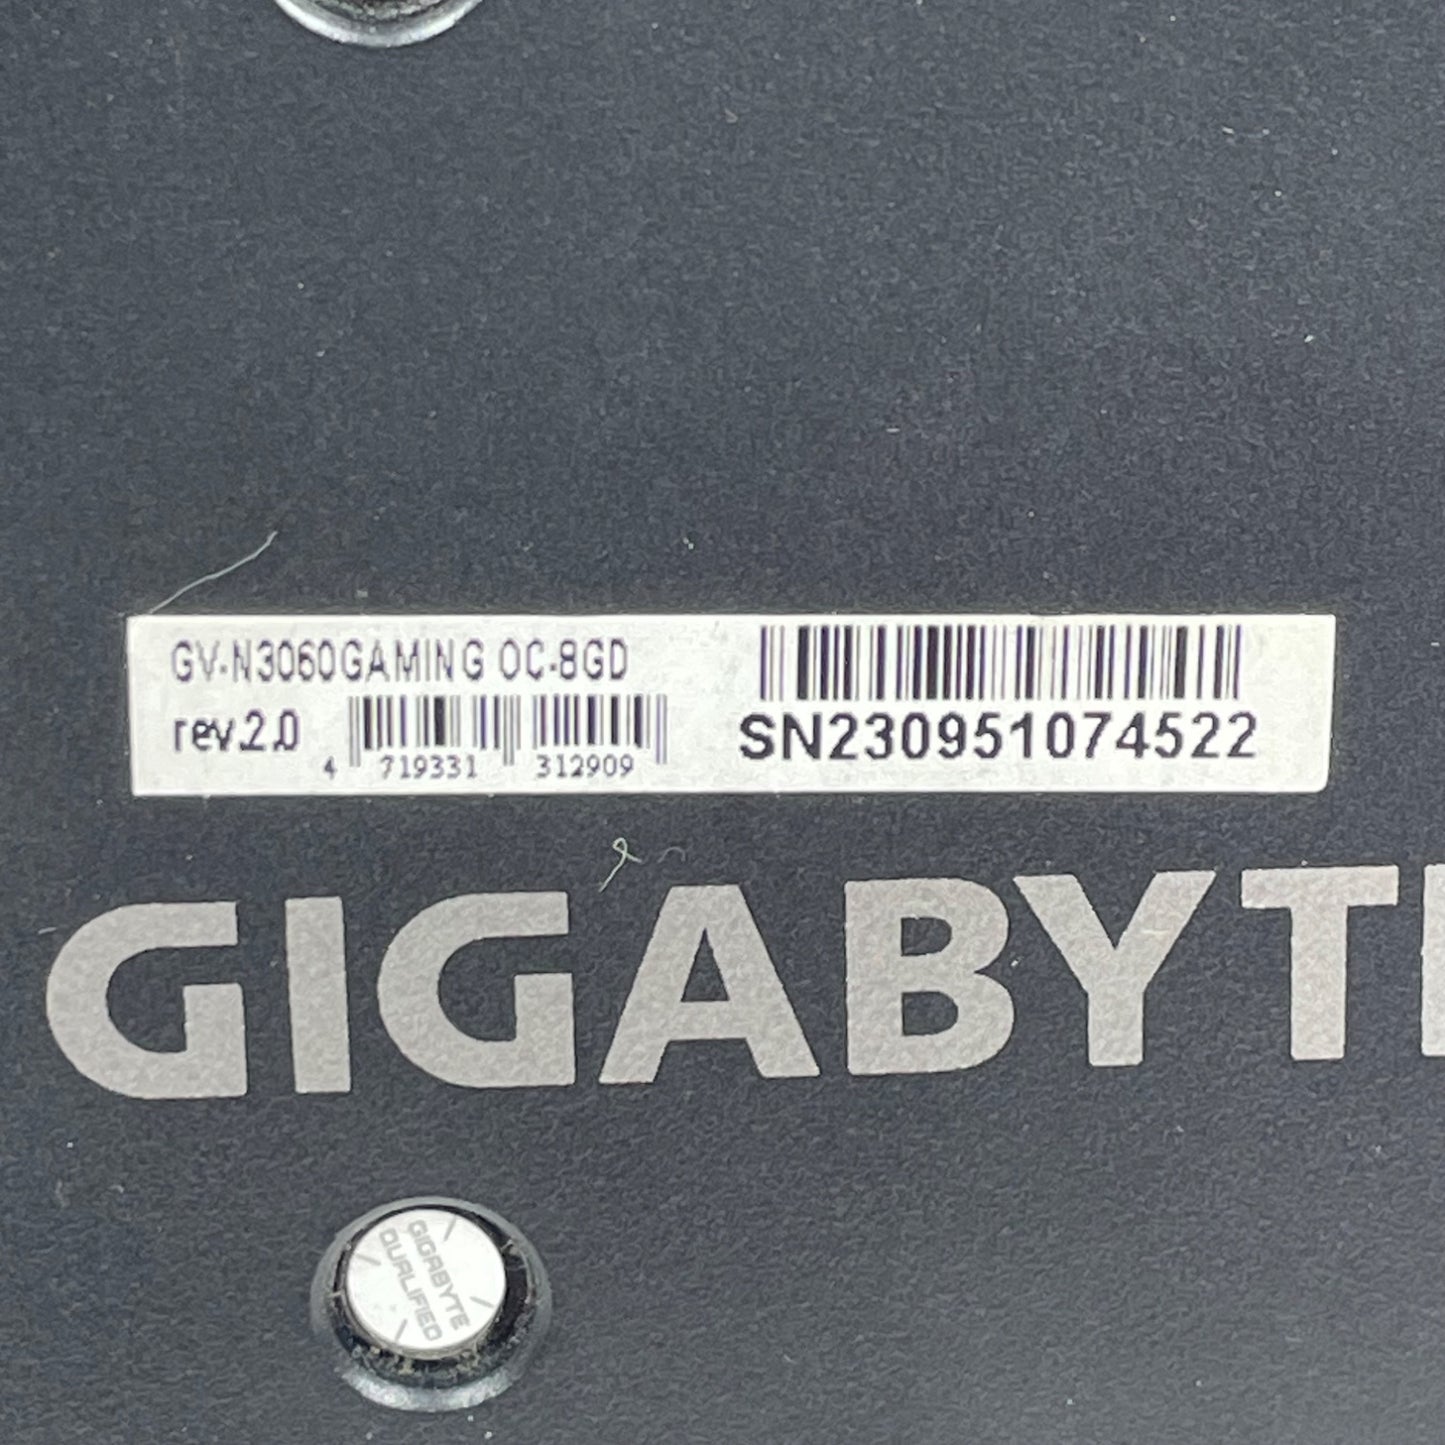 GV-N3060GAMING OC-8GD
rev.2.0
4 719331 312909
SN230951074522
GIGABYTE
GIGABYTE
QUALIFIED